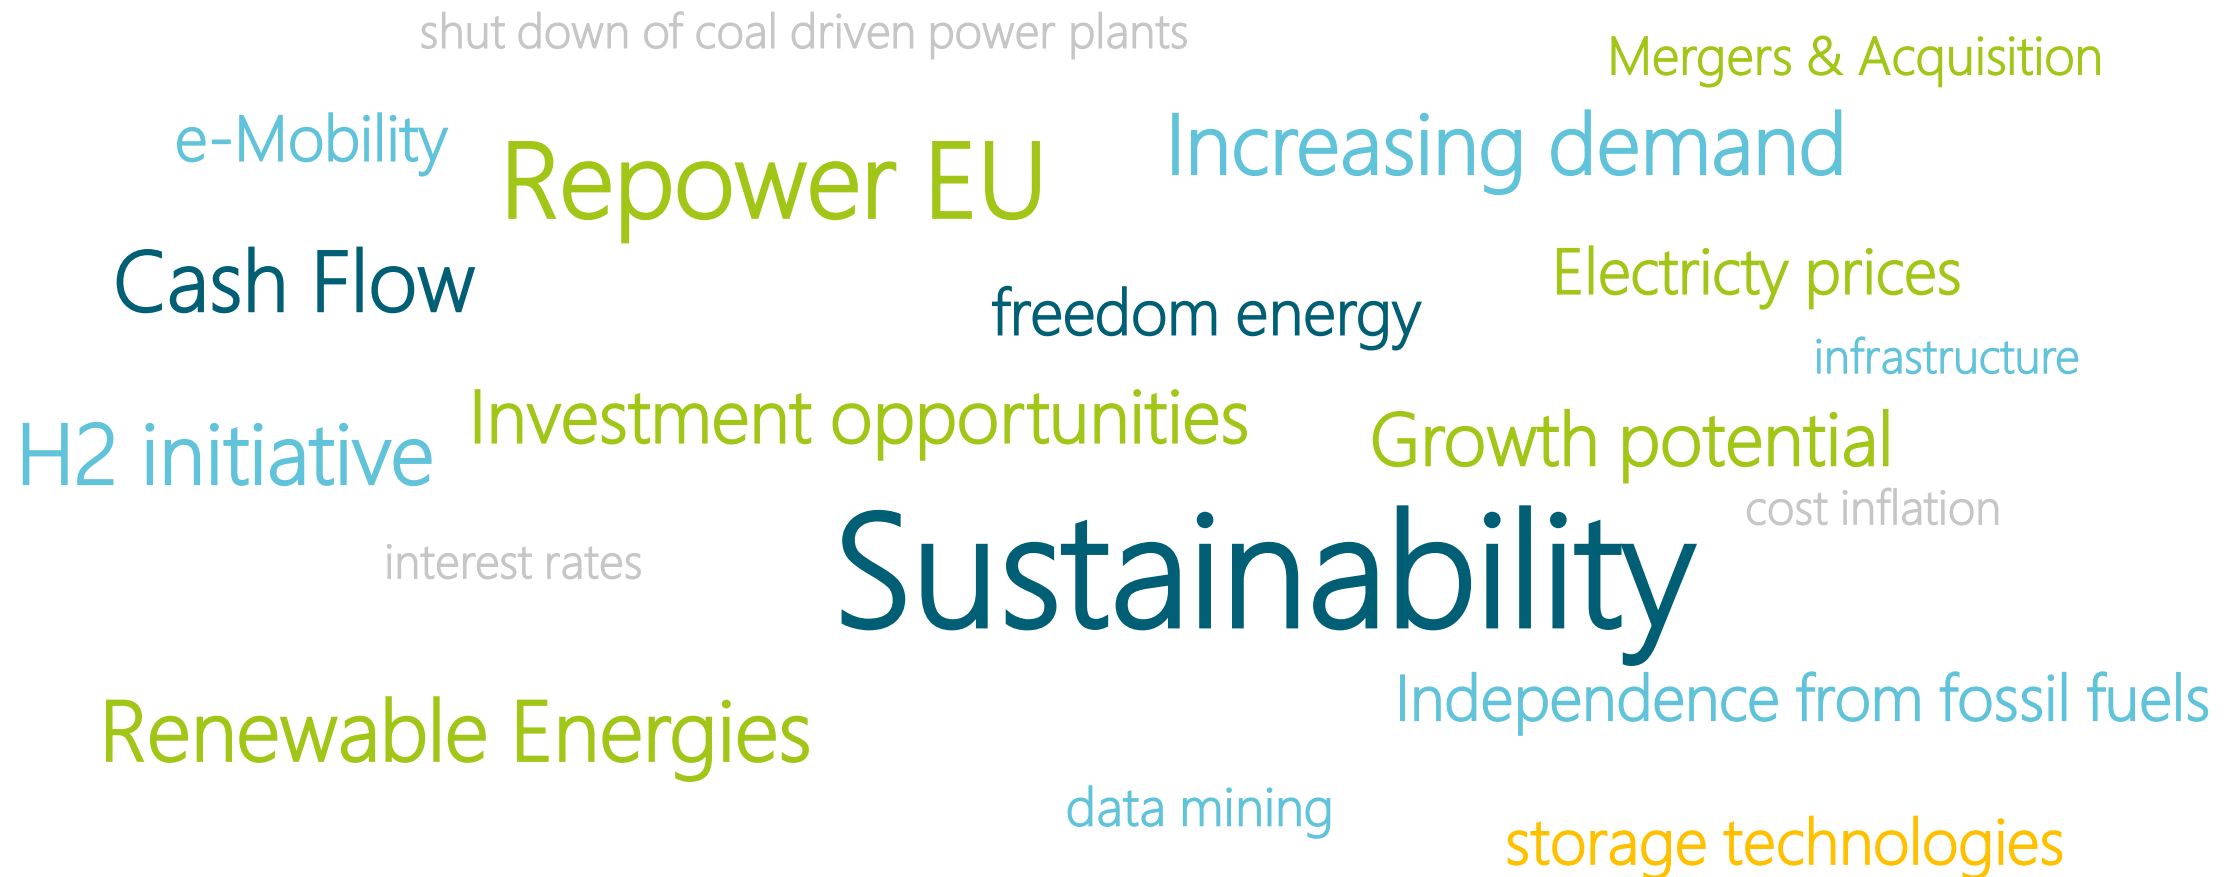 shut down of coal driven power plants
Mergers & Acquisition
e-Mobility
Repower EU
Increasing demand
Cash Flow
freedom energy
Electricty prices
infrastructure
H2 initiative
Investment opportunities
Growth potential
cost inflation
interest rates
Sustainability
Renewable Energies
Independence from fossil fuels
data mining
storage technologies